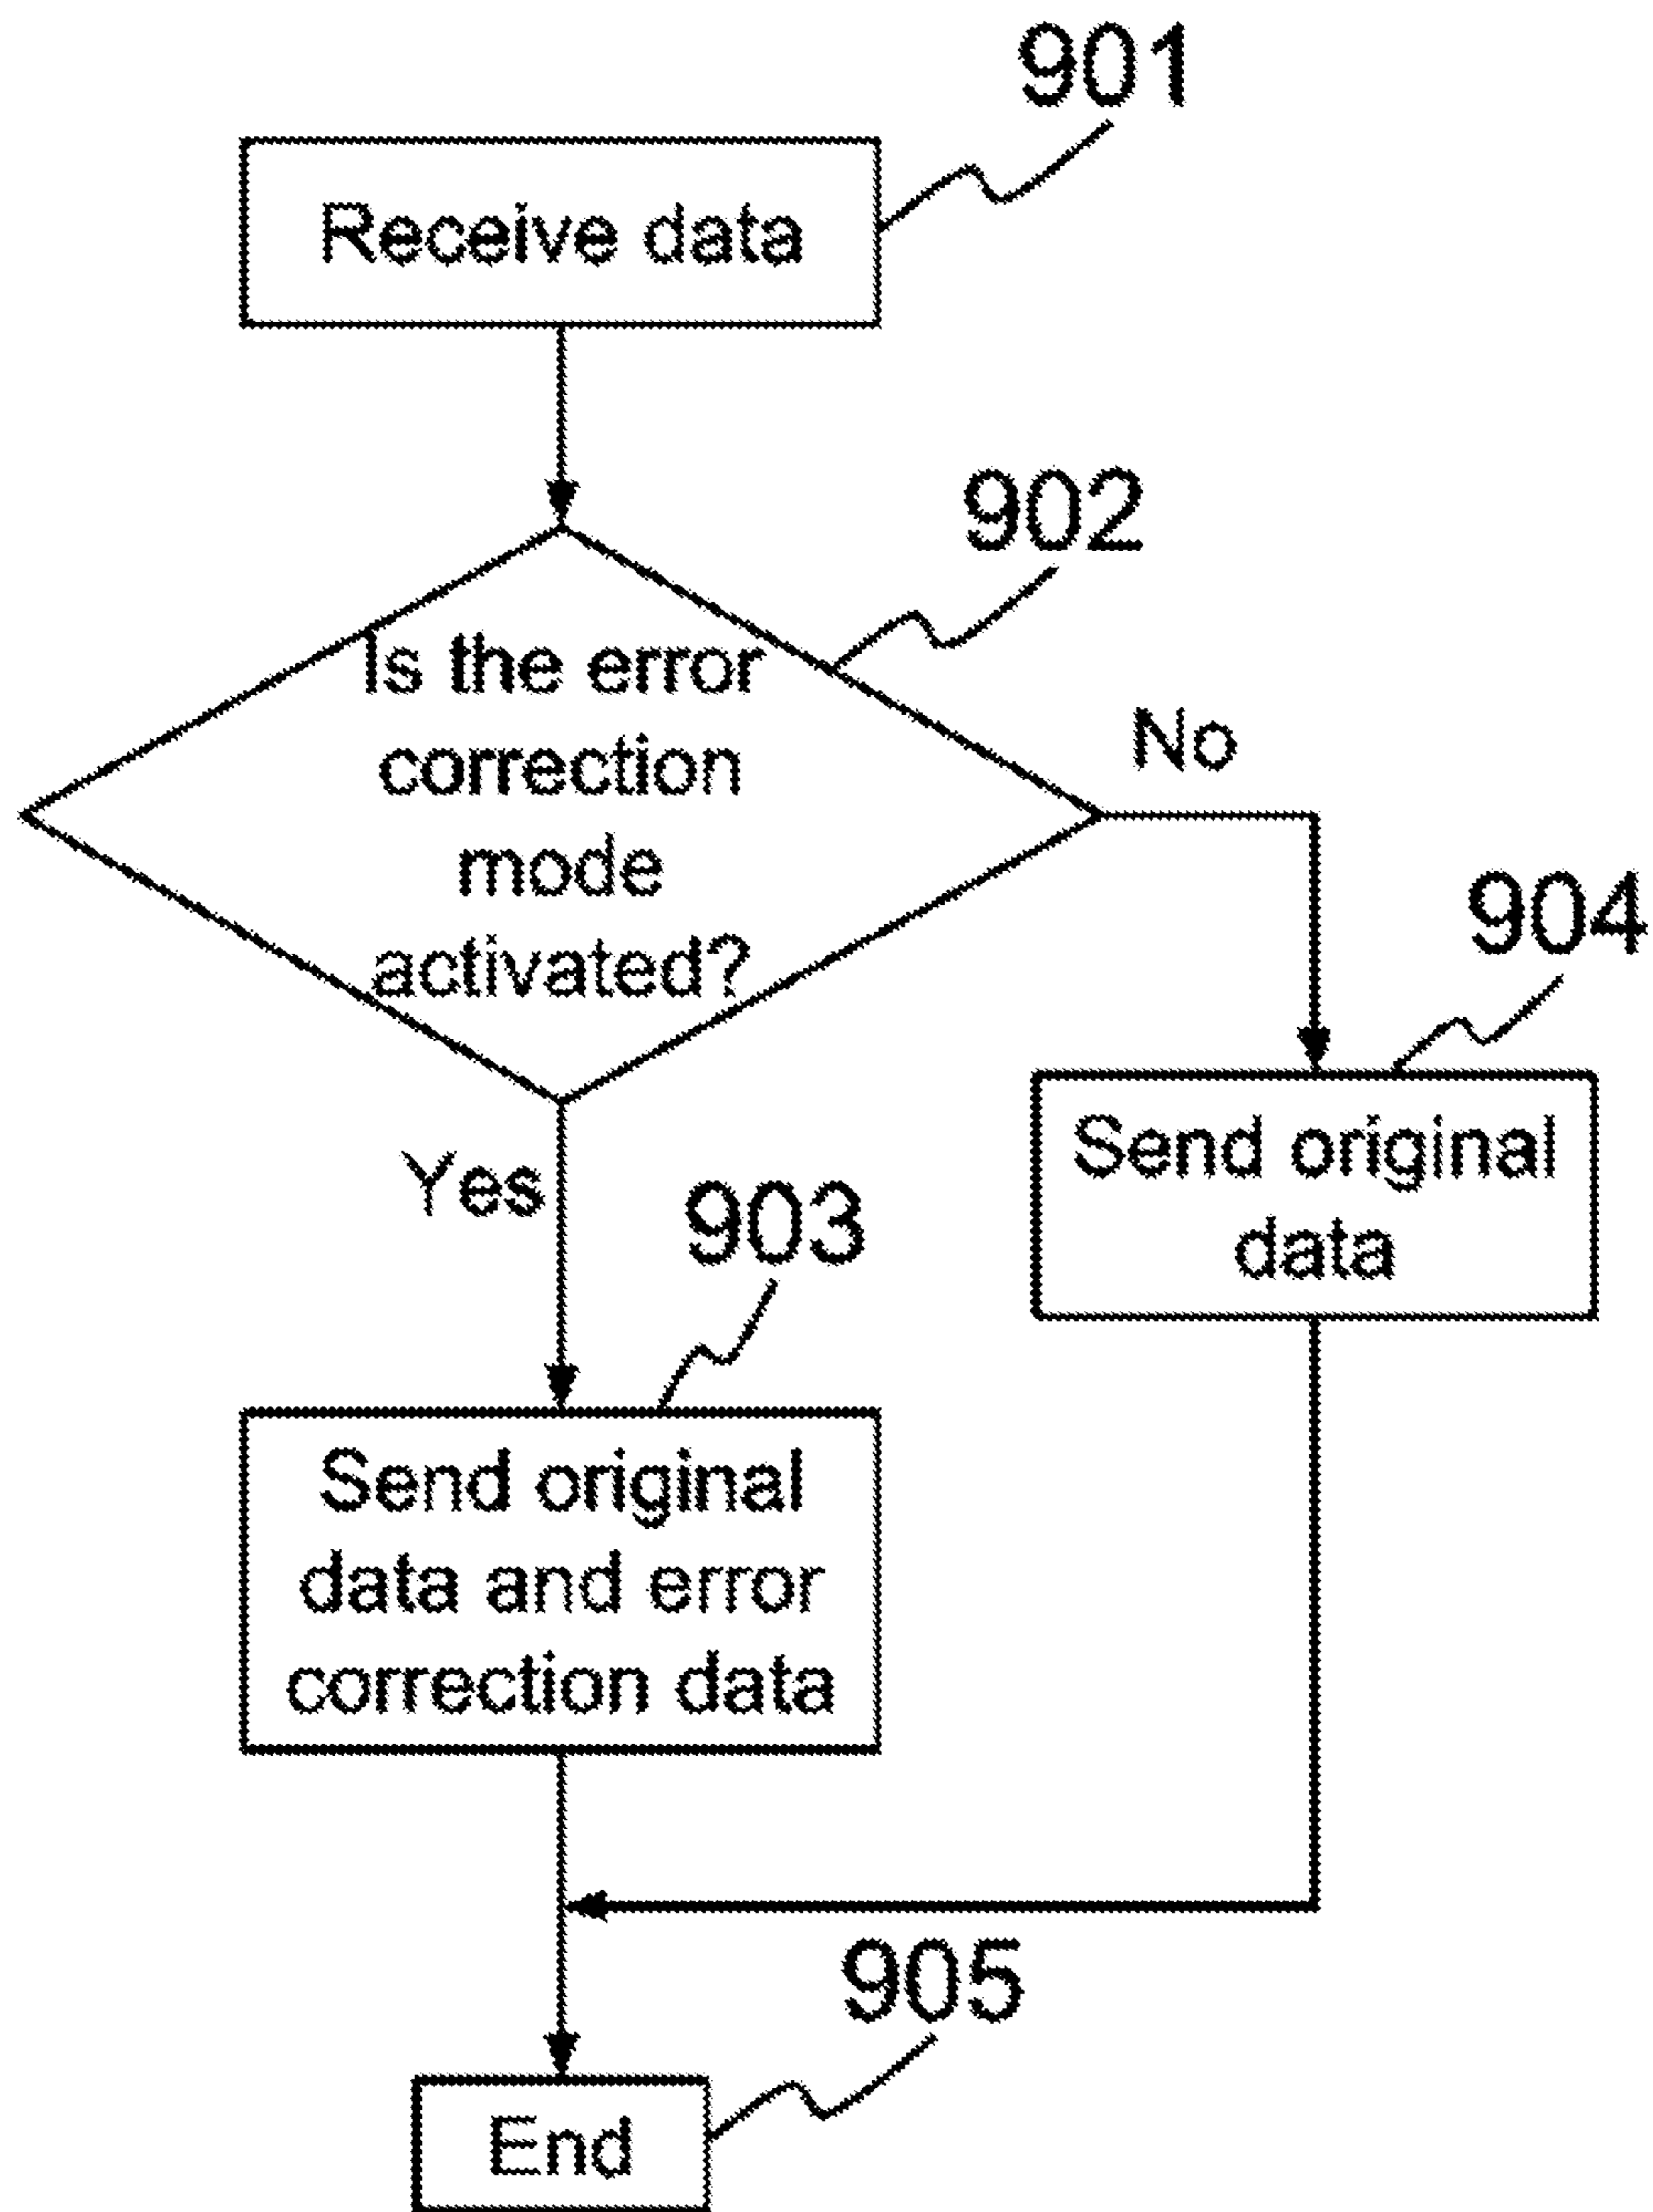 901
Receive data
902
Is the error
correction
mode
activated?
No
904
Send original
data
Yes
903
Send original
data and error
correction data
905
End